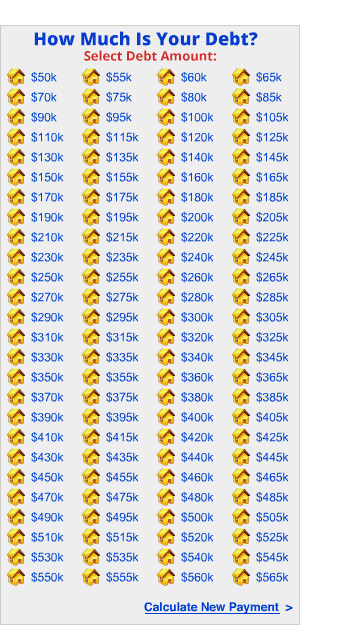 How Much Is Your Debt?
Select Debt Amount:
$50k $55k $60k $65k
$70k $75k $80k $85k
$90k $95k $100k $105k
$110k $115k $120k $125k
$130k $135k $140k $145k
$150k $155k $160k $165k
$170k $175k $180k $185k
$190k $195k $200k $205k
$210k $215k $220k $225k
$230k $235k $240k $245k
$250k $255k $260k $265k
$270k $275k $280k $285k
$290k $295k $300k $305k
$310k $315k $320k $325k
$330k $335k $340k $345k
$350k $355k $360k $365k
$370k $375k $380k $385k
$390k $395k $400k $405k
$410k $415k $420k $425k
$430k $435k $440k $445k
$450k $455k $460k $465k
$470k $475k $480k $485k
$490k $495k $500k $505k
$510k $515k $520k $525k
$530k $535k $540k $545k
$550k $555k $560k $565k
Calculate New Payment >